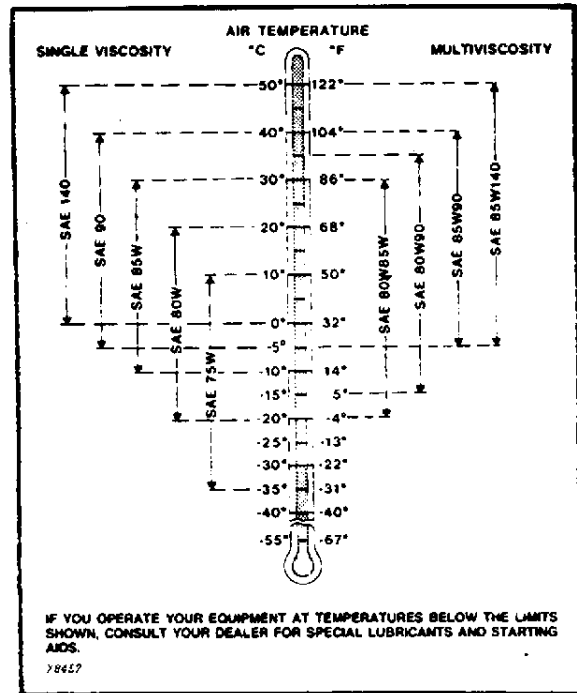 AIR TEMPERATURE
SINGLE VISCOSITY °C °F MULTIVISCOSITY
50° 122°
40° 104°
30° 86°
20° 68°
10° 50°
0° 32°
-5°
-10° 14°
-15° 5°
-20° -4°
-25° -13°
-30° -22°
-35° -31°
-40° -40°
-55° -67°
SAE 140
SAE 90
SAE 85W
SAE 80W
SAE 75W
SAE 80W85W
SAE 80W90
SAE 85W90
SAE 85W140
IF YOU OPERATE YOUR EQUIPMENT AT TEMPERATURES BELOW THE LIMITS
SHOWN, CONSULT YOUR DEALER FOR SPECIAL LUBRICANTS AND STARTING
AIDS.